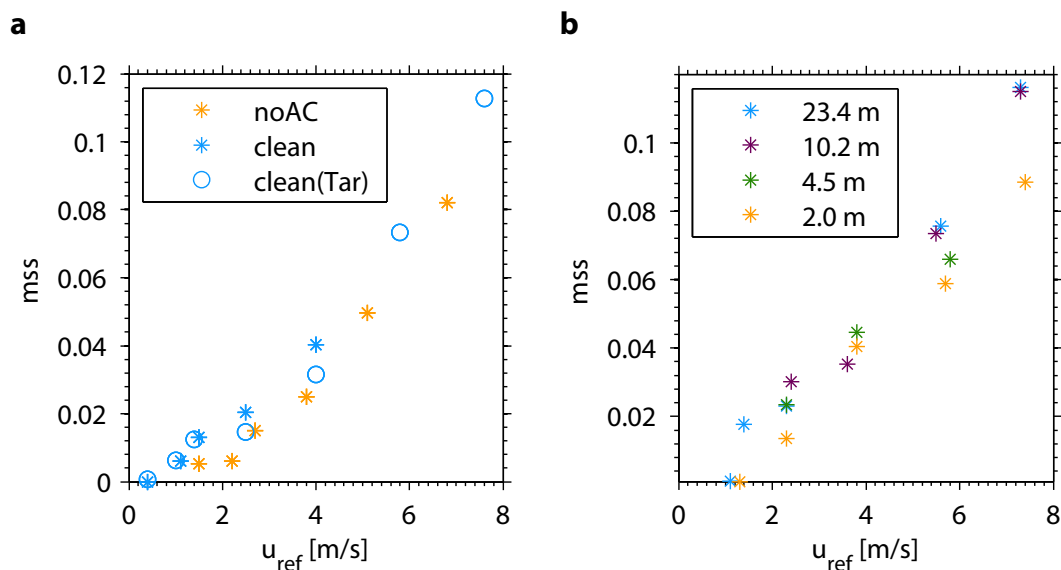 a
0.12
0.1
0.08
0.06
0.04
0.02
0
mss
noAC
clean
clean(Tar)
0 2 4 6 8
u_ref [m/s]
b
0.1
0.08
0.06
0.04
0.02
mss
23.4 m
10.2 m
4.5 m
2.0 m
0 2 4 6 8
u_ref [m/s]